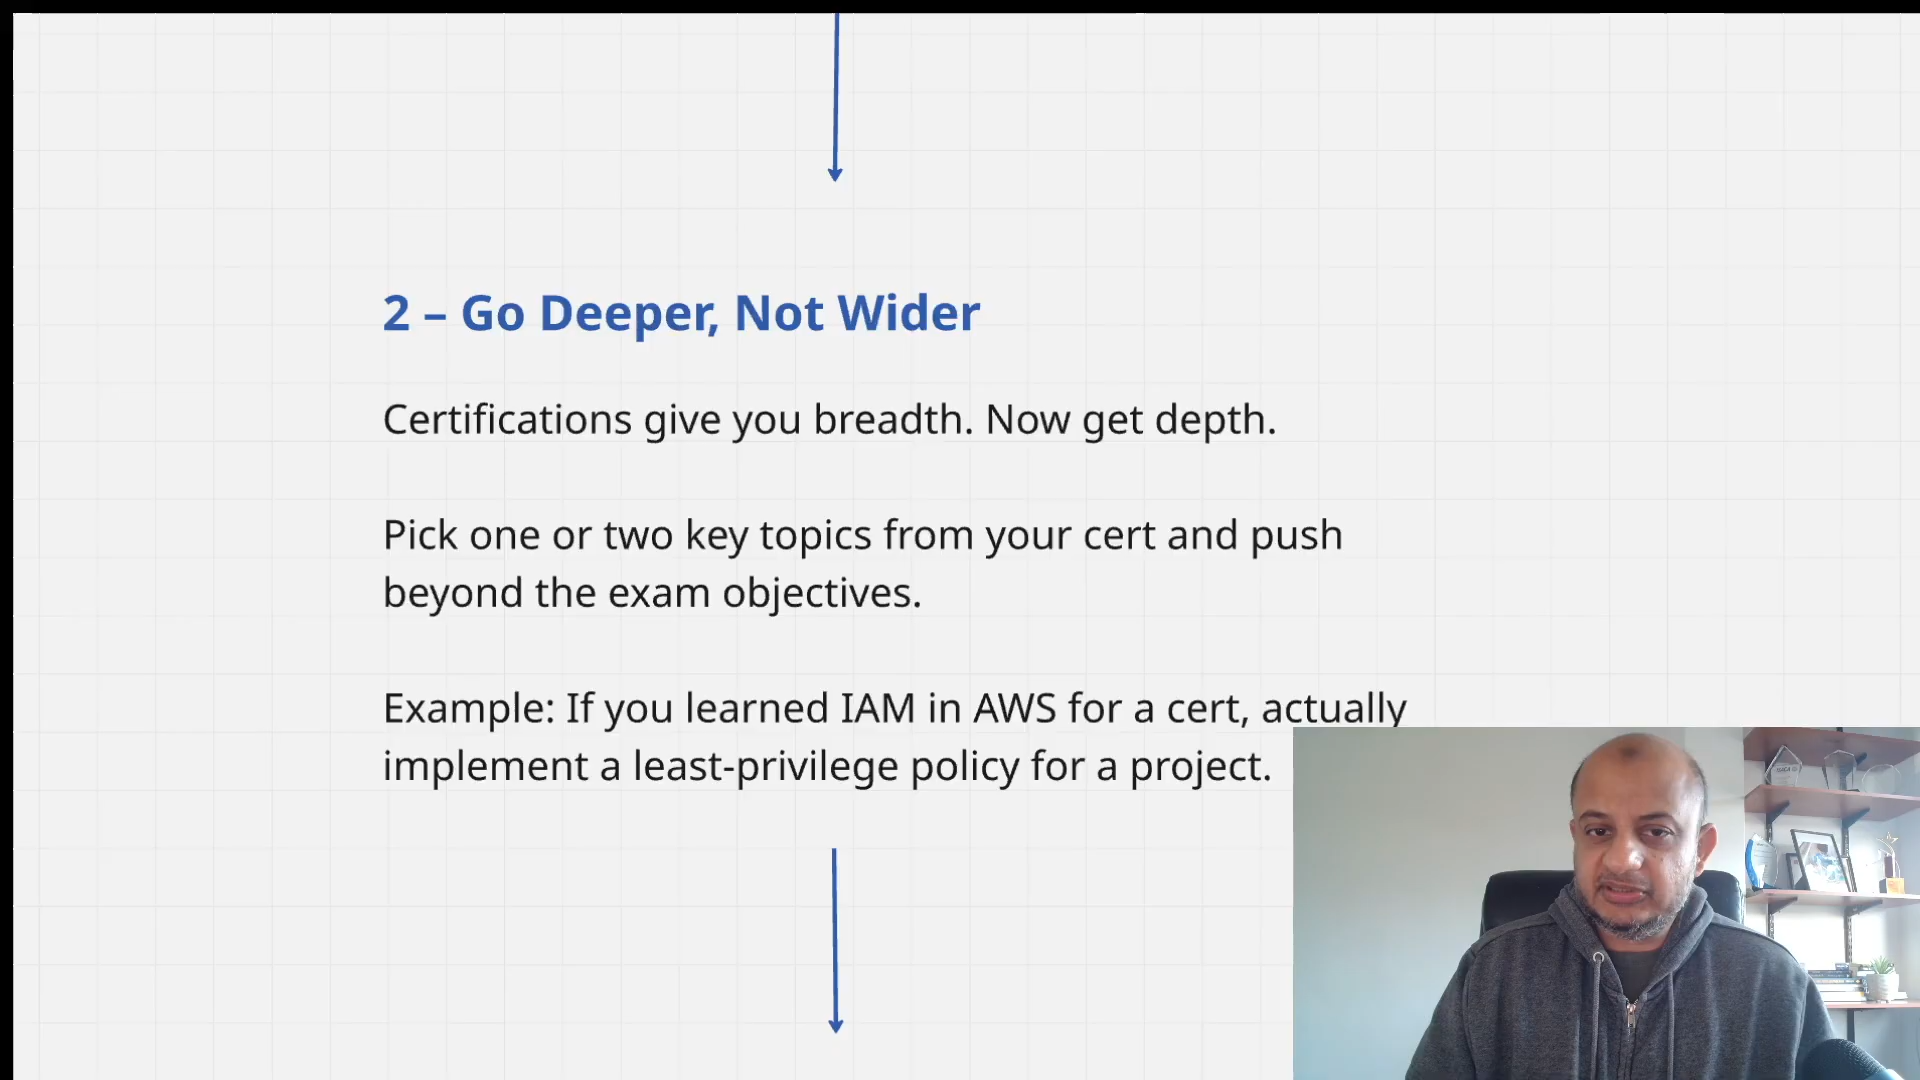 2 – Go Deeper, Not Wider
Certifications give you breadth. Now get depth.
Pick one or two key topics from your cert and push
beyond the exam objectives.
Example: If you learned IAM in AWS for a cert, actually
implement a least-privilege policy for a project.